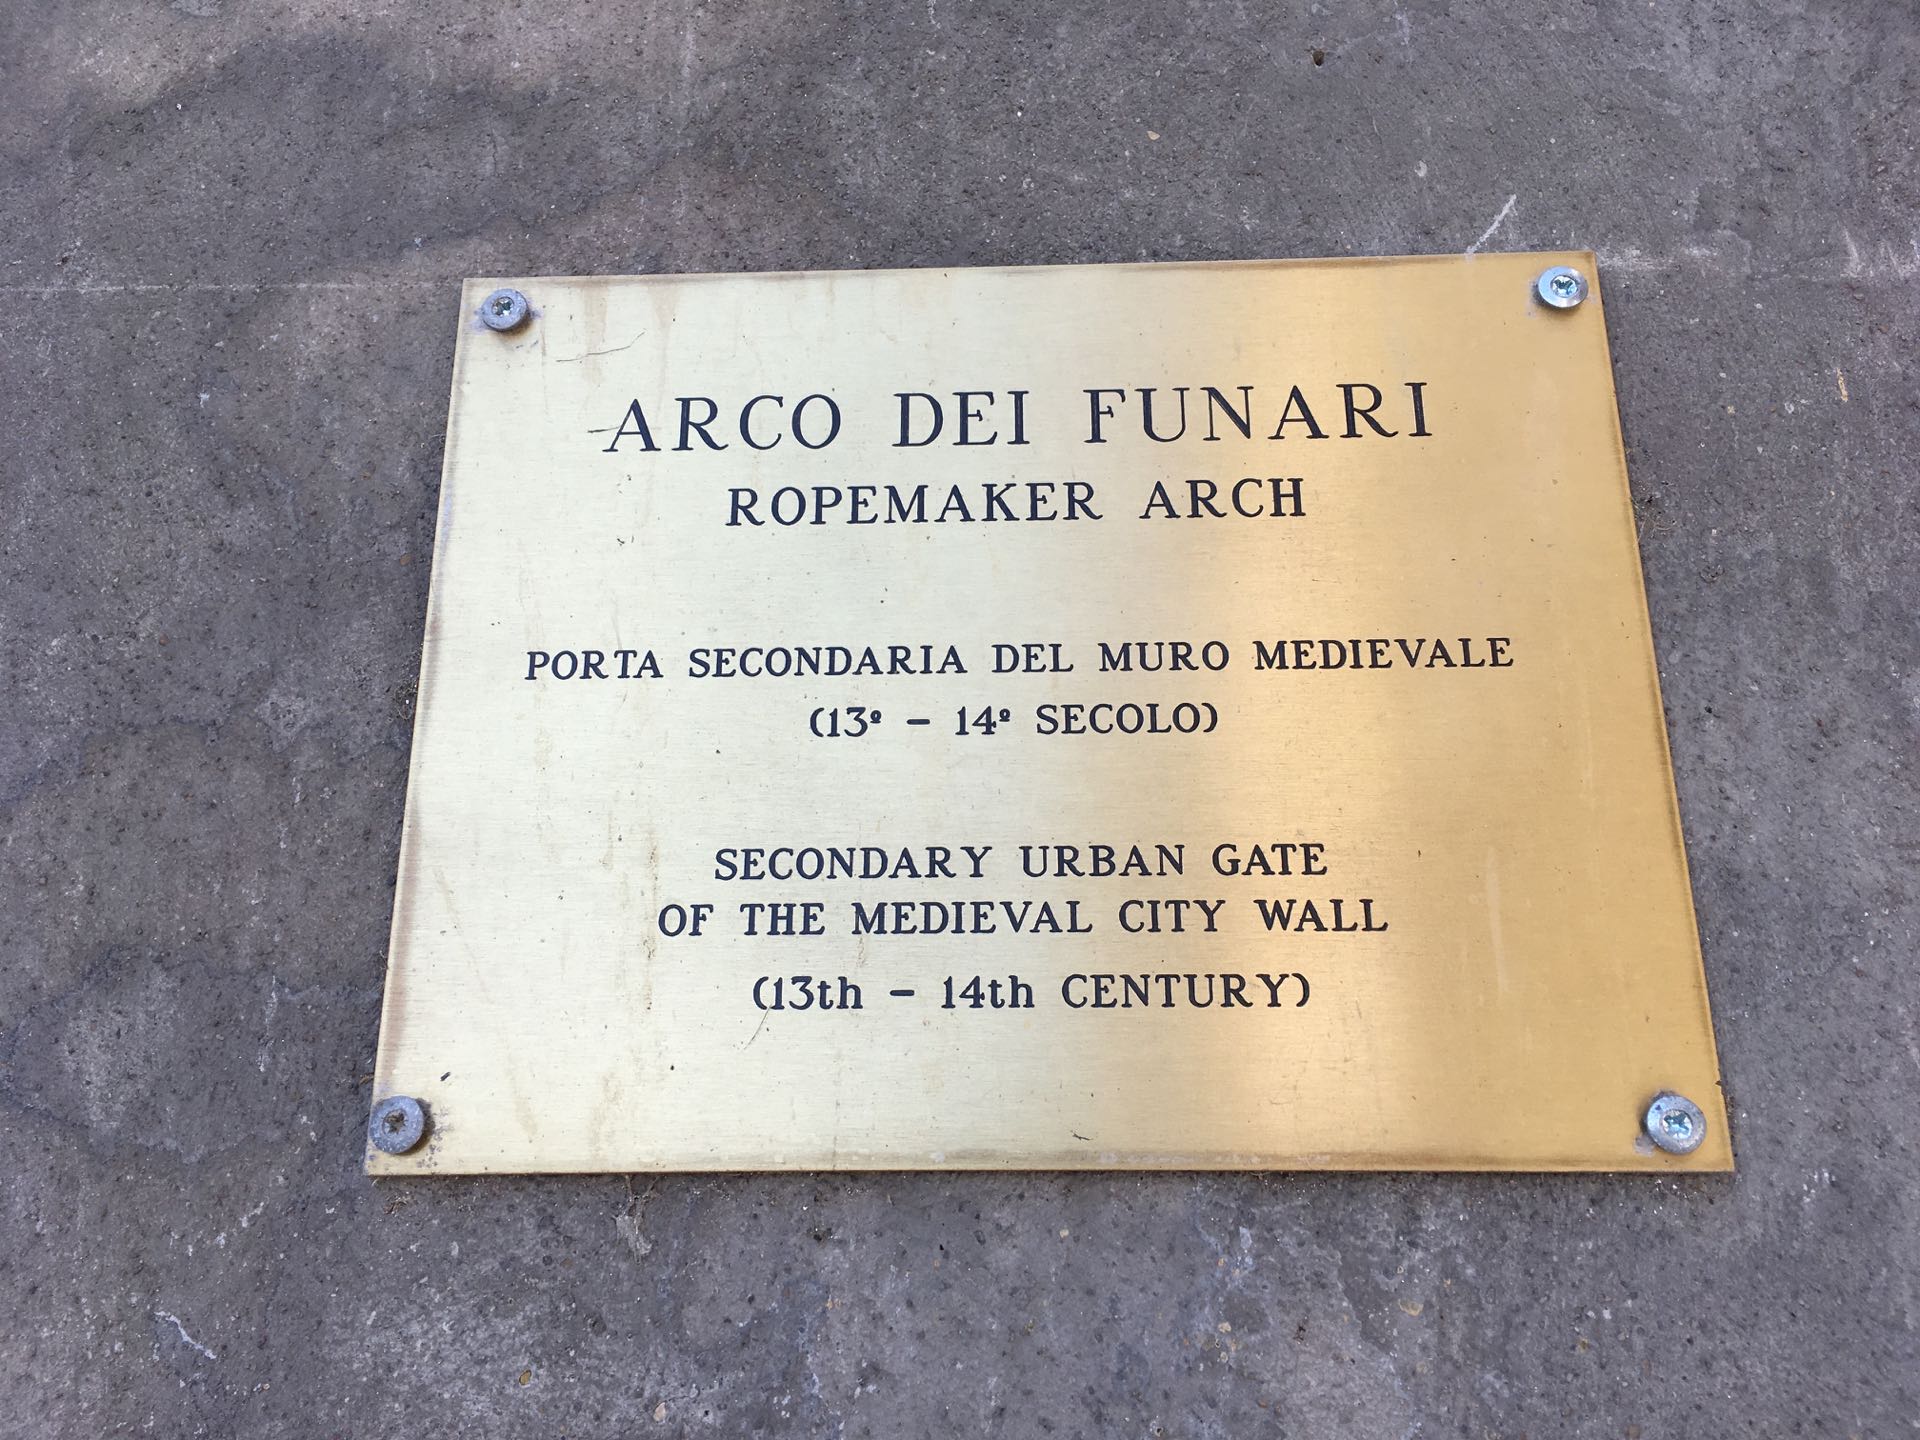 ARCO DEI FUNARI
ROPEMAKER ARCH
PORTA SECONDARIA DEL MURO MEDIEVALE
(13º - 14º SECOLO)
SECONDARY URBAN GATE
OF THE MEDIEVAL CITY WALL
(13th - 14th CENTURY)